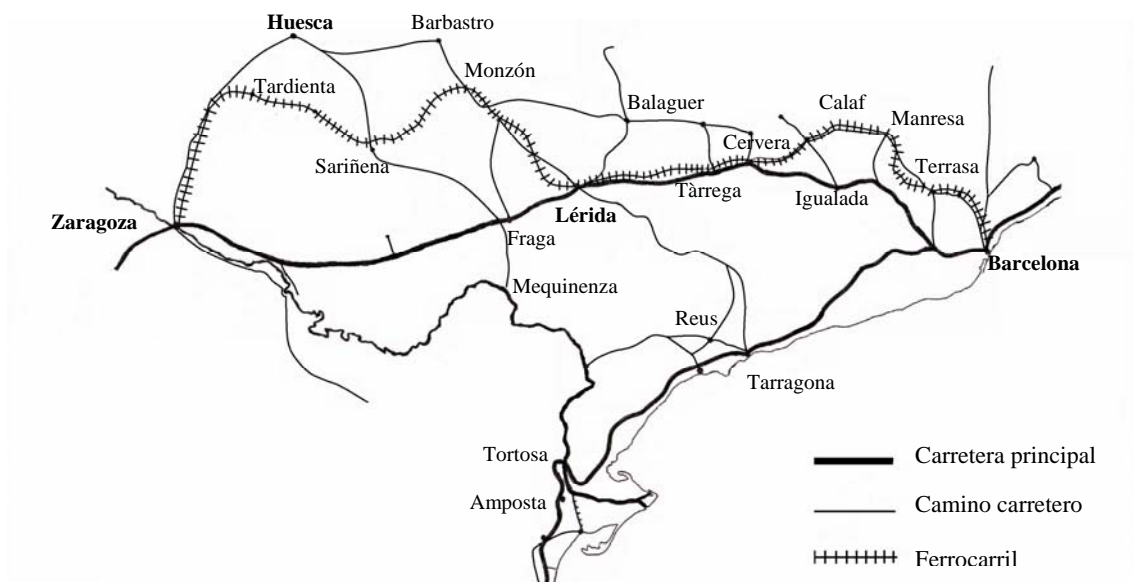 Huesca
Barbastro
Monzón
Tardienta
Balaguer
Calaf
Manresa
Cervera
Sariñena
Terrasa
Tàrrega
Igualada
Zaragoza
Lérida
Fraga
Barcelona
Mequinenza
Reus
Tarragona
Tortosa
Carretera principal
Amposta
Camino carretero
Ferrocarril